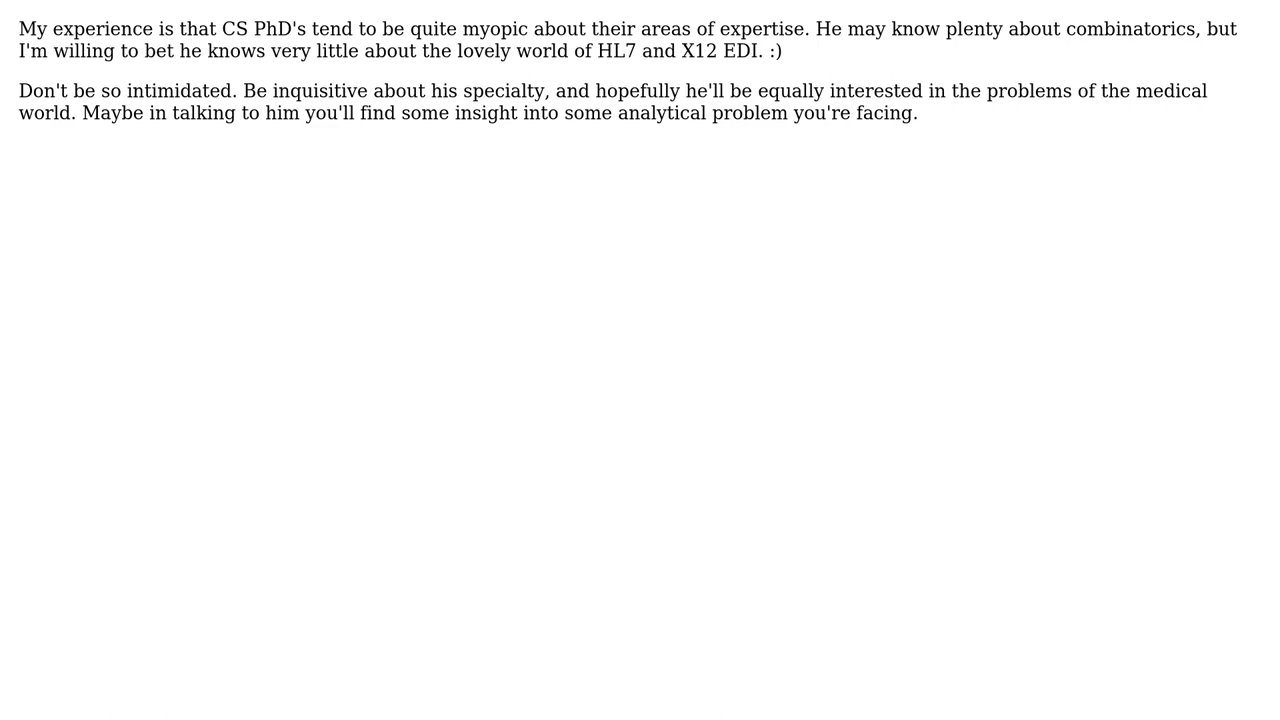 My experience is that CS PhD's tend to be quite myopic about their areas of expertise. He may know plenty about combinatorics, but
I'm willing to bet he knows very little about the lovely world of HL7 and X12 EDI. :)
Don't be so intimidated. Be inquisitive about his specialty, and hopefully he'll be equally interested in the problems of the medical
world. Maybe in talking to him you'll find some insight into some analytical problem you're facing.